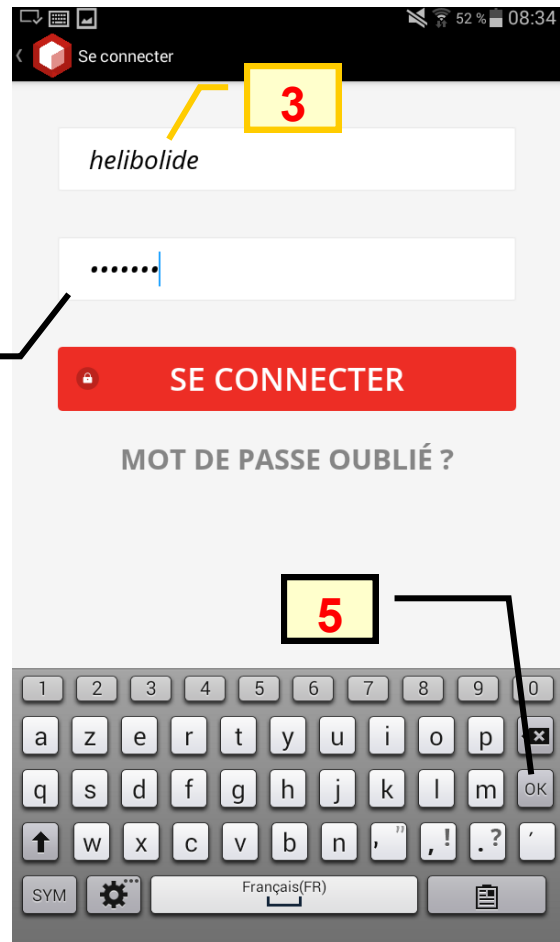 52 % 08:34
Se connecter
3
helibolide
•••••••
SE CONNECTER
MOT DE PASSE OUBLIÉ ?
5
1 2 3 4 5 6 7 8 9 0
a z e r t y u i o p
q s d f g h j k l m OK
w x c v b n ' " , ! . ? ´
SYM Français(FR)